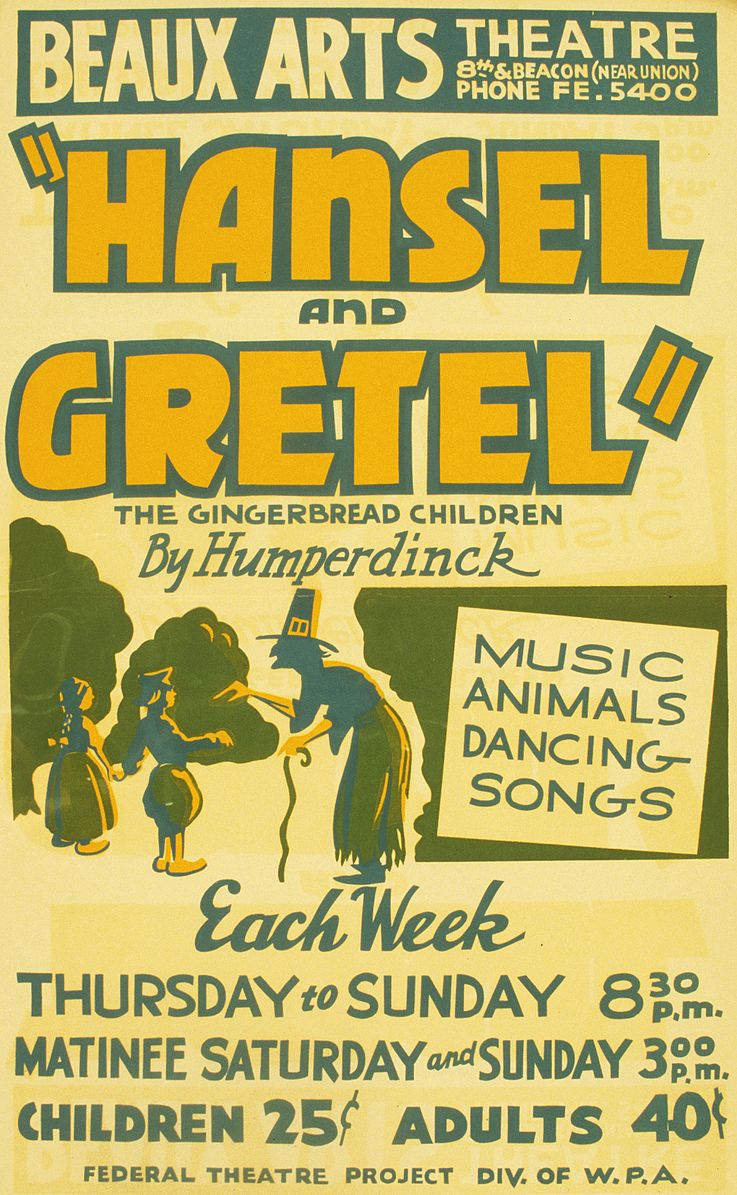 BEAUX ARTS THEATRE
8th & BEACON (NEAR UNION)
PHONE FE. 5400
"HANSEL
AND
GRETEL"
THE GINGERBREAD CHILDREN
By Humperdinck
MUSIC
ANIMALS
DANCING
SONGS
Each Week
THURSDAY to SUNDAY 8 30 p.m.
MATINEE SATURDAY and SUNDAY 3 00 p.m.
CHILDREN 25¢ ADULTS 40¢
FEDERAL THEATRE PROJECT DIV. OF W.P.A.